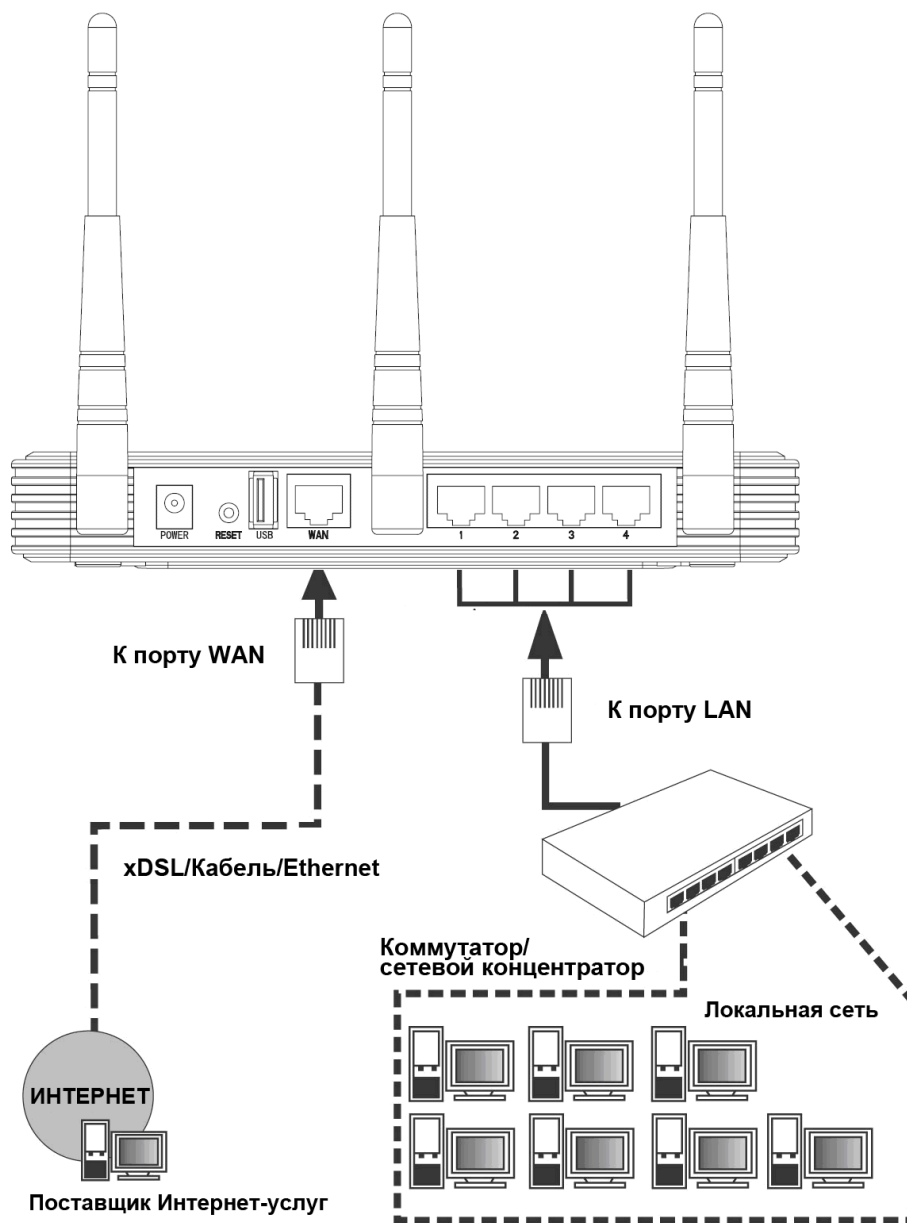 POWER
RESET
USB
WAN
1
2
3
4
К порту WAN
К порту LAN
xDSL/Кабель/Ethernet
Коммутатор/
сетевой концентратор
Локальная сеть
ИНТЕРНЕТ
Поставщик Интернет-услуг